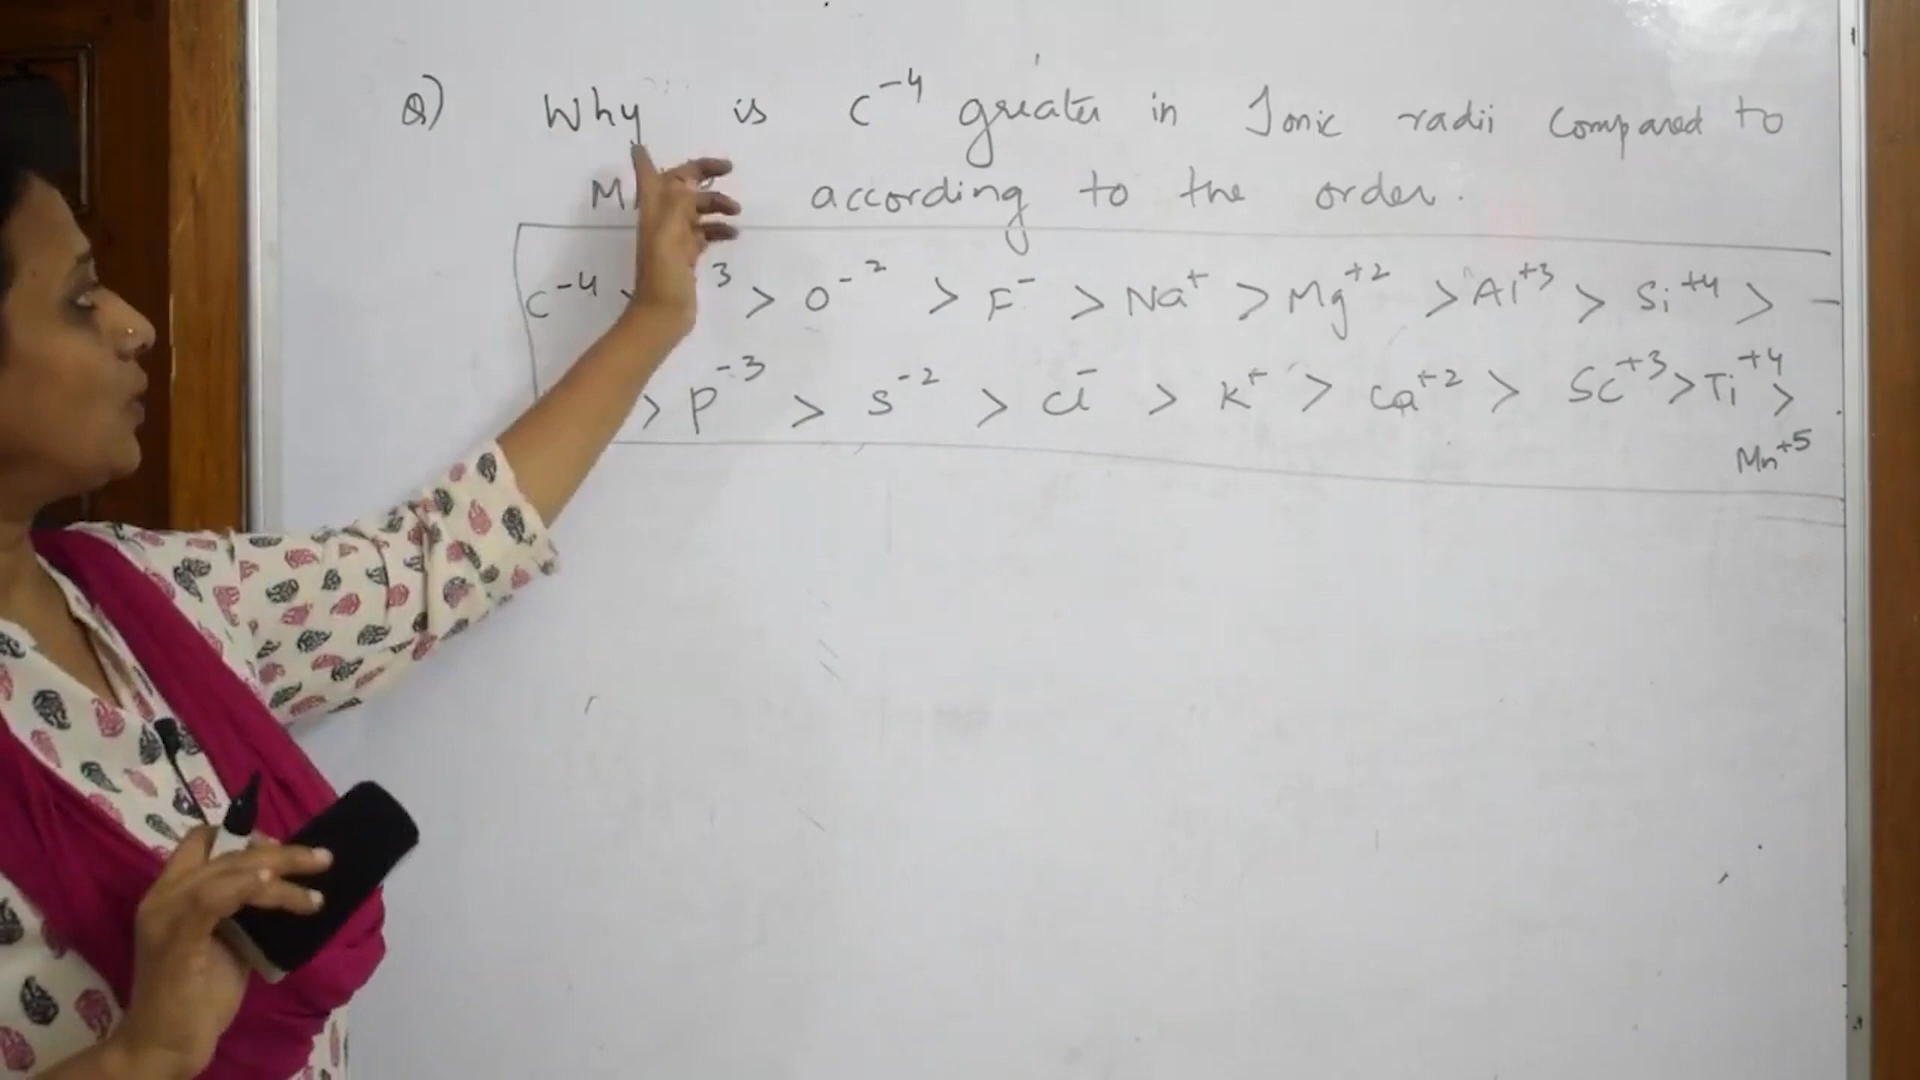 Q) Why is C⁻⁴ greater in Ionic radii compared to
according to the order.
C⁻⁴ > ³ > O⁻² > F⁻ > Na⁺ > Mg⁺² > Al⁺³ > Si⁺⁴ > –
> P⁻³ > S⁻² > Cl⁻ > K⁺ > Ca⁺² > Sc⁺³ > Ti⁺⁴ >
Mn⁺⁵